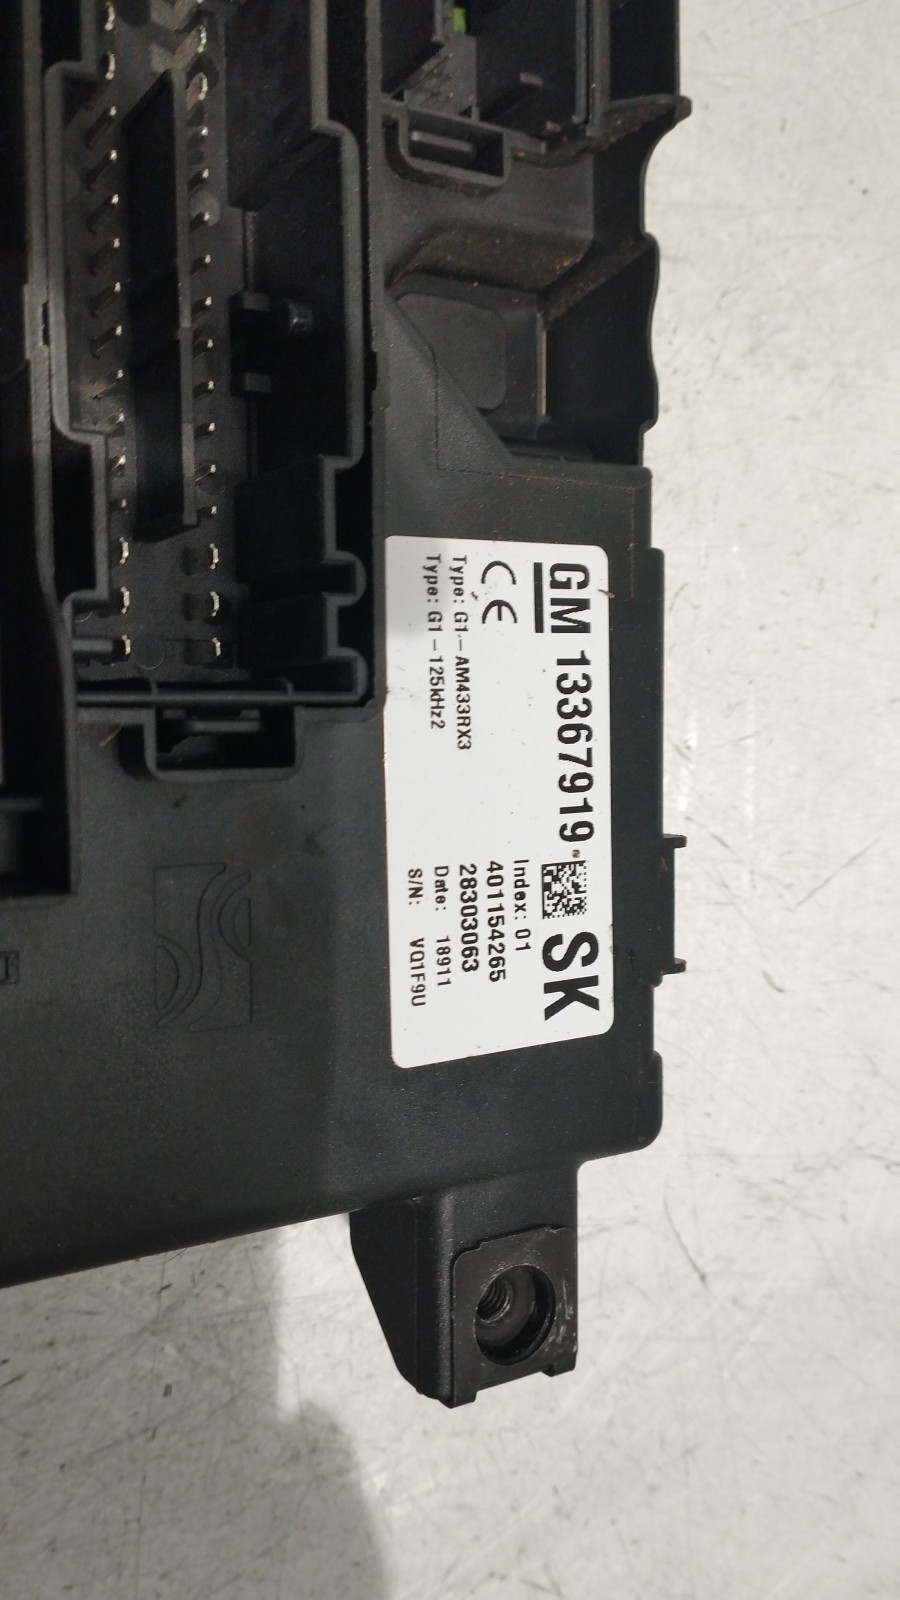 GM 13367919 SK
CE
Type: G1-AM433RX3
Type: G1-125kHz2
Index: 01
401154265
28303063
Date: 18911
S/N: VQ1F9U